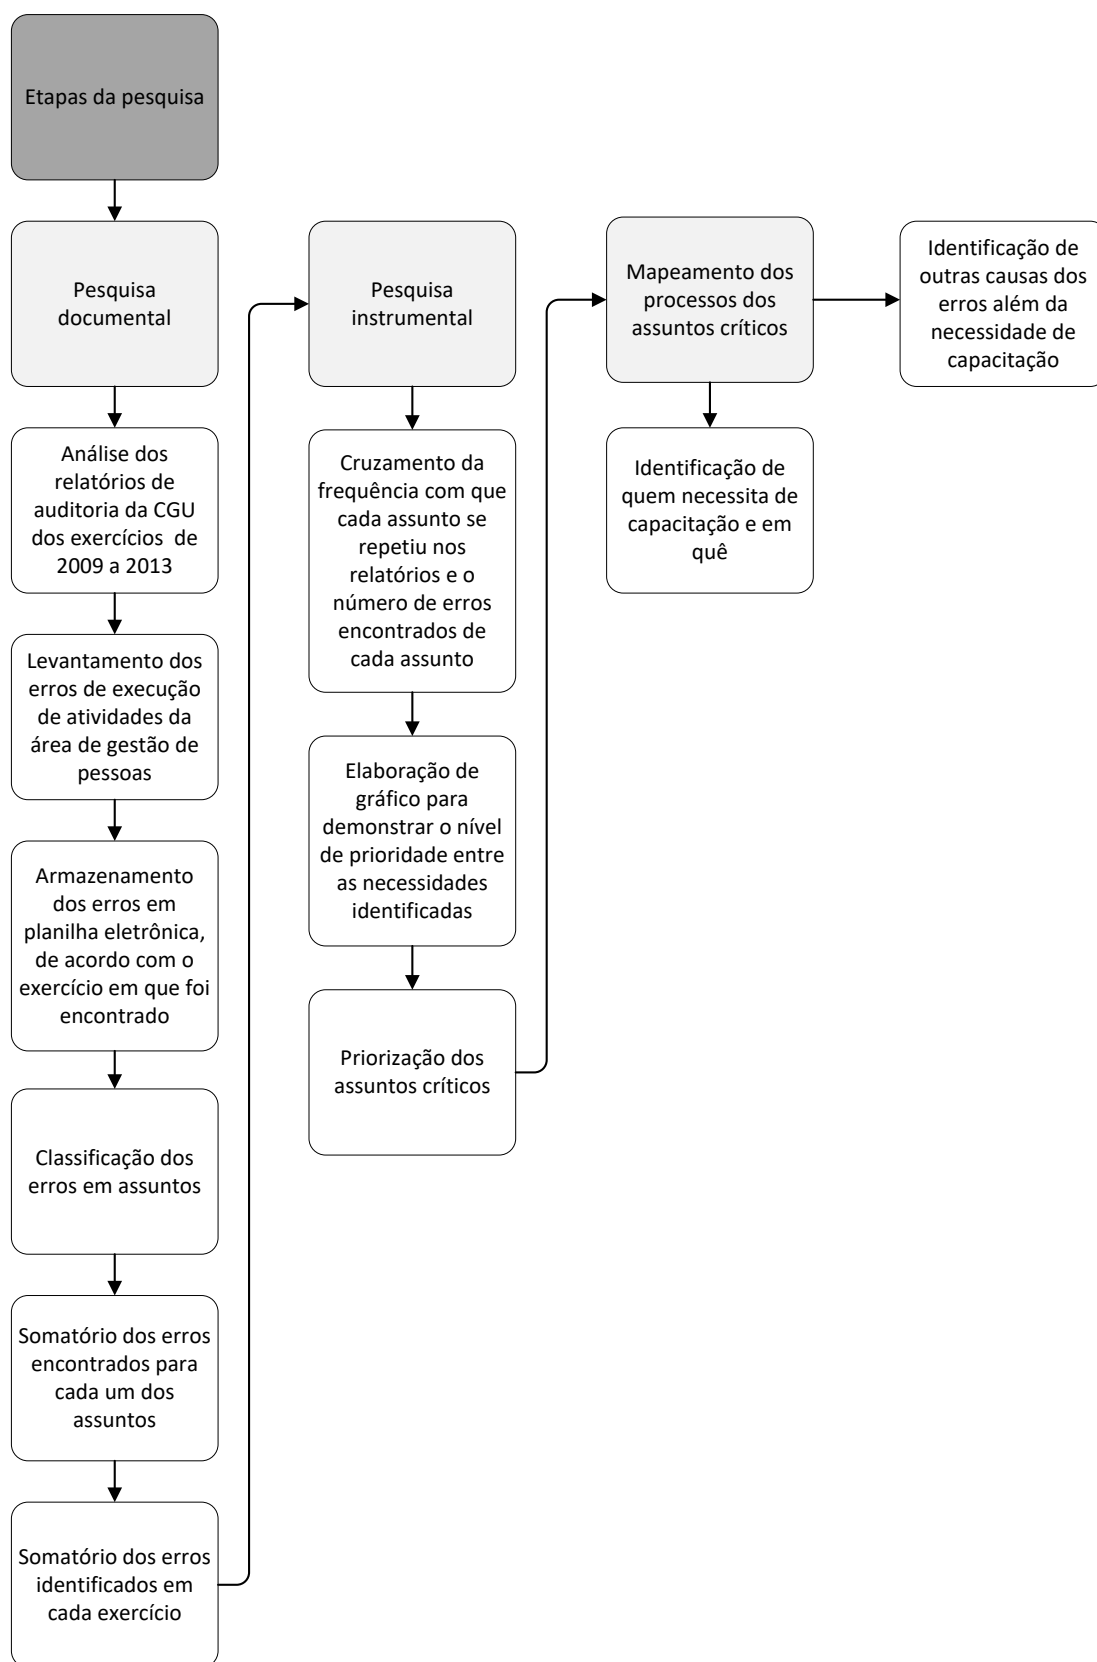 Etapas da pesquisa
Pesquisa
documental
Análise dos
relatórios de
auditoria da CGU
dos exercícios de
2009 a 2013
Levantamento dos
erros de execução
de atividades da
área de gestão de
pessoas
Armazenamento
dos erros em
planilha eletrônica,
de acordo com o
exercício em que foi
encontrado
Classificação dos
erros em assuntos
Somatório dos erros
encontrados para
cada um dos
assuntos
Somatório dos erros
identificados em
cada exercício
Pesquisa
instrumental
Cruzamento da
frequência com que
cada assunto se
repetiu nos
relatórios e o
número de erros
encontrados de
cada assunto
Elaboração de
gráfico para
demonstrar o nível
de prioridade entre
as necessidades
identificadas
Priorização dos
assuntos críticos
Mapeamento dos
processos dos
assuntos críticos
Identificação de
quem necessita de
capacitação e em
quê
Identificação de
outras causas dos
erros além da
necessidade de
capacitação